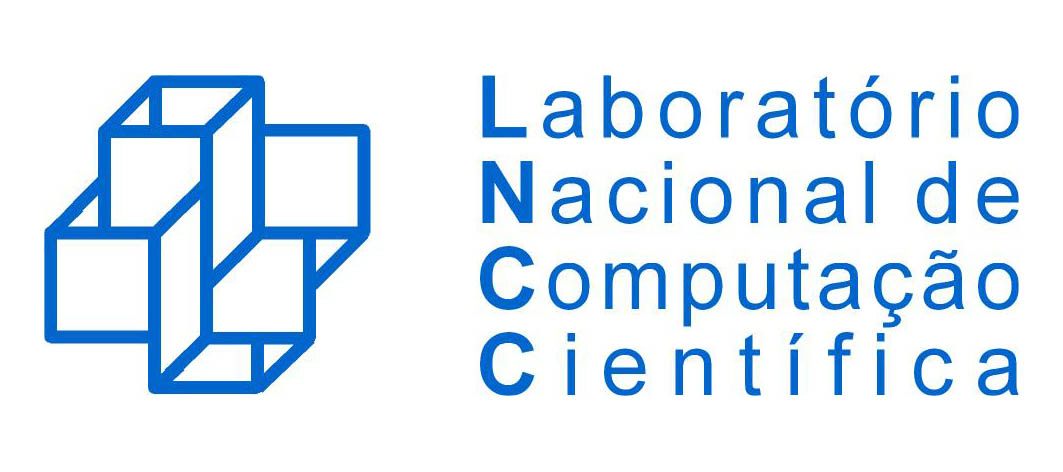 Laboratório
Nacional de
Computação
Científica